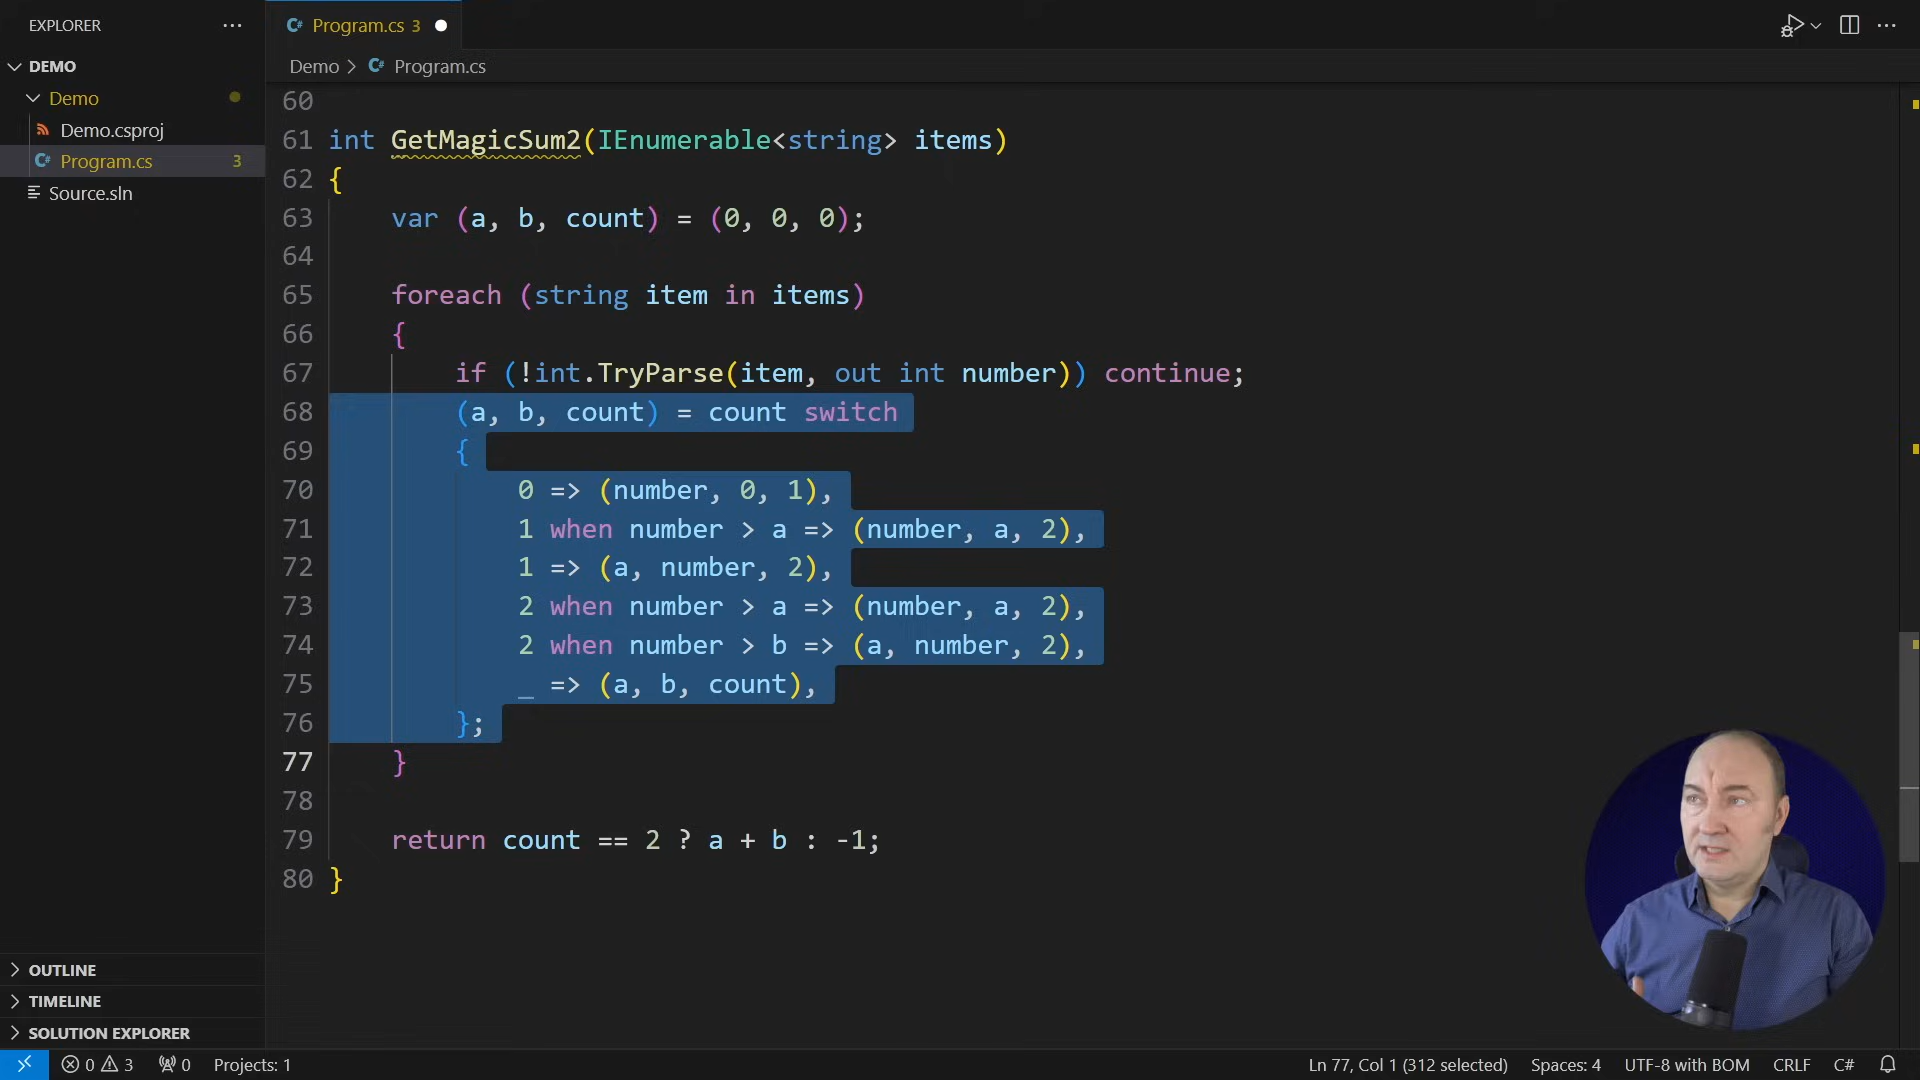 EXPLORER
DEMO
Demo
Demo.csproj
Program.cs 3
Source.sln
OUTLINE
TIMELINE
SOLUTION EXPLORER
C# Program.cs 3
Demo > C# Program.cs
60
61 int GetMagicSum2(IEnumerable<string> items)
62 {
63 var (a, b, count) = (0, 0, 0);
64
65 foreach (string item in items)
66 {
67 if (!int.TryParse(item, out int number)) continue;
68 (a, b, count) = count switch
69 {
70 0 => (number, 0, 1),
71 1 when number > a => (number, a, 2),
72 1 => (a, number, 2),
73 2 when number > a => (number, a, 2),
74 2 when number > b => (a, number, 2),
75 _ => (a, b, count),
76 };
77 }
78
79 return count == 2 ? a + b : -1;
80 }
0 3 0 Projects: 1 Ln 77, Col 1 (312 selected) Spaces: 4 UTF-8 with BOM CRLF C#